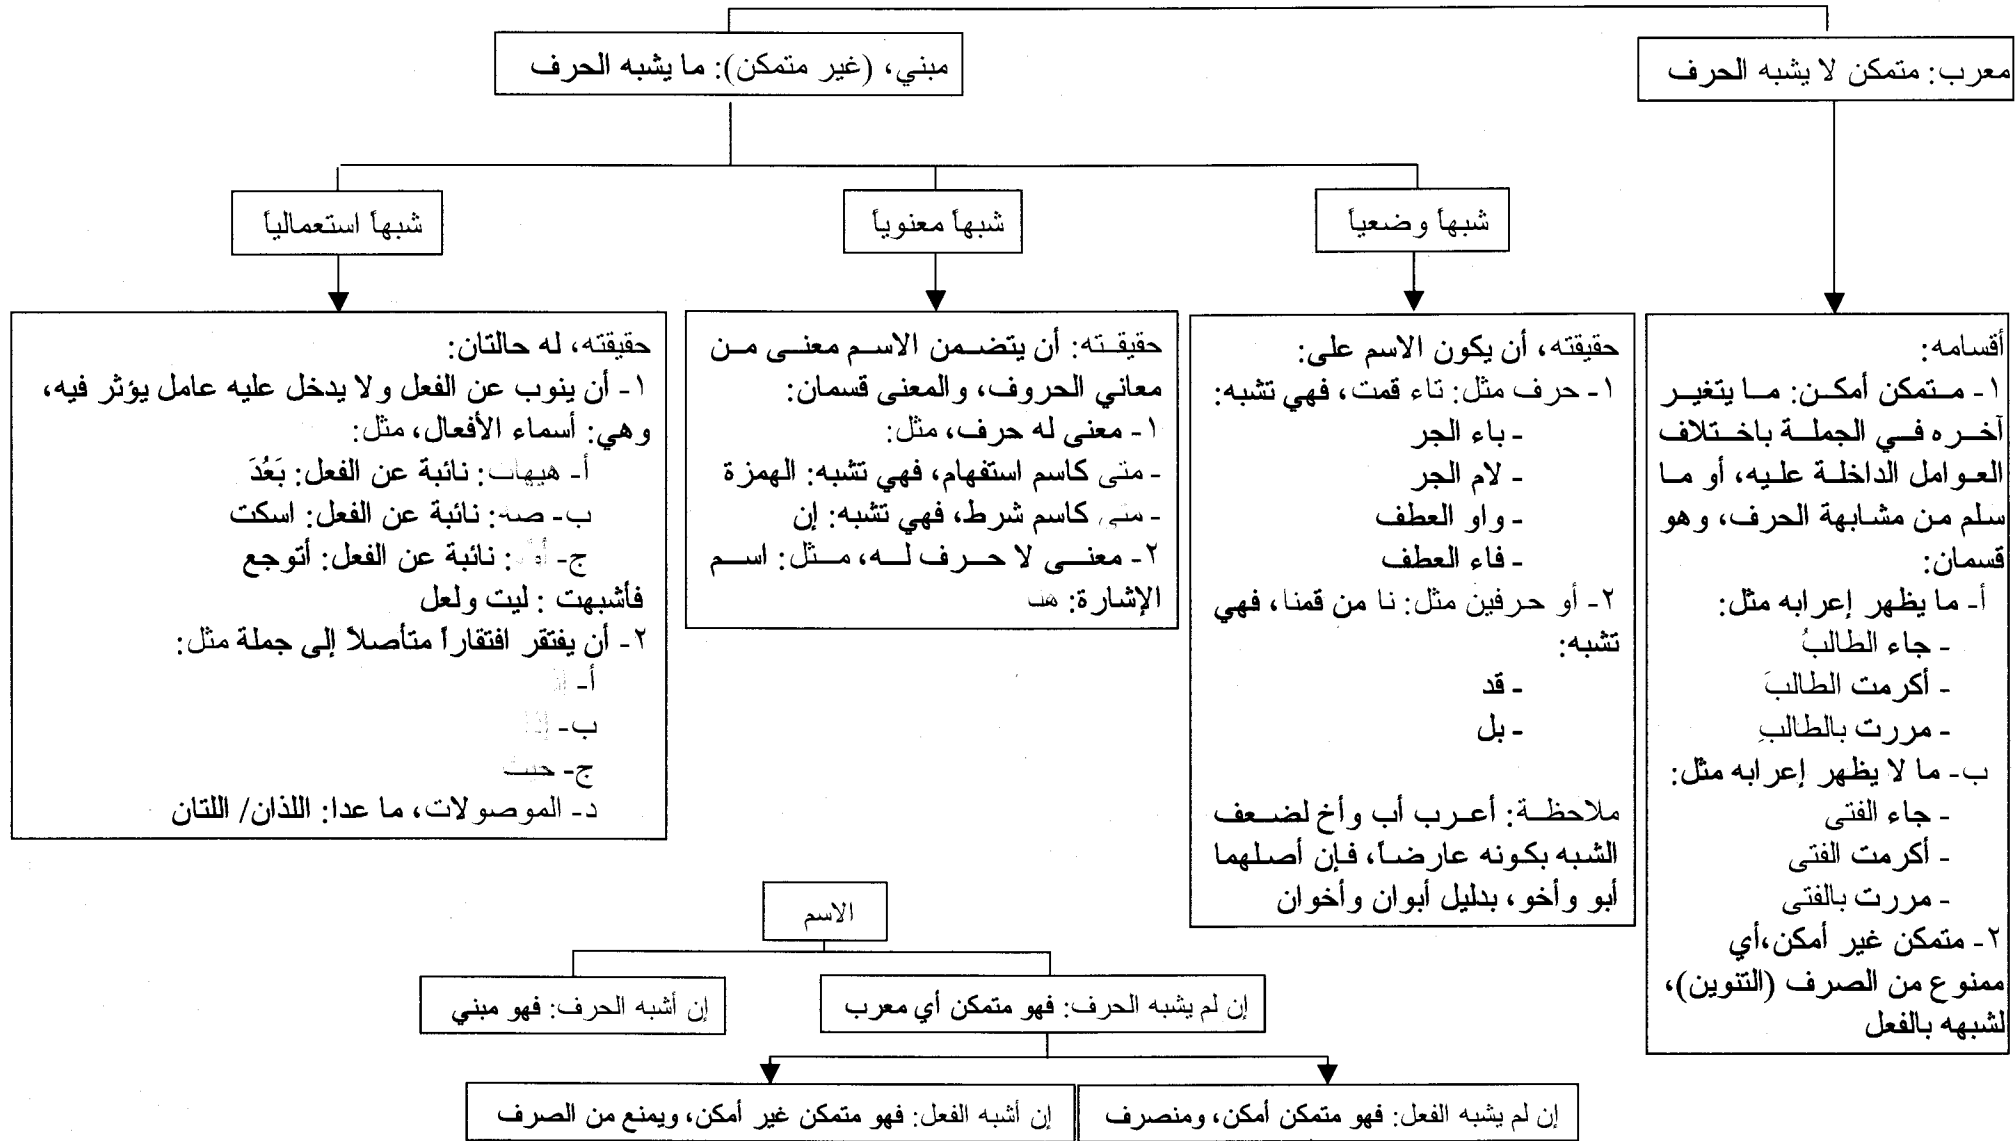 معرب: متمكن لا يشبه الحرف
مبني، (غير متمكن): ما يشبه الحرف
شبهاً وضعياً
شبهاً معنوياً
شبهاً استعمالياً
أقسامه:
١- متمكن أمكن: ما يتغير
آخره في الجملة باختلاف
العوامل الداخلة عليه، أو ما
سلم من مشابهة الحرف، وهو
قسمان:
أ- ما يظهر إعرابه مثل:
- جاء الطالبُ
- أكرمت الطالبَ
- مررت بالطالبِ
ب- ما لا يظهر إعرابه مثل:
- جاء الفتى
- أكرمت الفتى
- مررت بالفتى
٢- متمكن غير أمكن،أي
ممنوع من الصرف (التنوين)،
لشبهه بالفعل
حقيقته، أن يكون الاسم على:
١- حرف مثل: تاء قمت، فهي تشبه:
- باء الجر
- لام الجر
- واو العطف
- فاء العطف
٢- أو حرفين مثل: نا من قمنا، فهي
تشبه:
- قد
- بل
ملاحظة: أعرب أب وأخ لضعف
الشبه بكونه عارضاً، فإن أصلهما
أبو وأخو، بدليل أبوان وأخوان
حقيقته: أن يتضمن الاسم معنى من
معاني الحروف، والمعنى قسمان:
١- معنى له حرف، مثل:
- متى كاسم استفهام، فهي تشبه: الهمزة
- متى كاسم شرط، فهي تشبه: إن
٢- معنى لا حرف له، مثل: اسم
الإشارة:
حقيقته، له حالتان:
١- أن ينوب عن الفعل ولا يدخل عليه عامل يؤثر فيه،
وهي: أسماء الأفعال، مثل:
أ- هيهات: نائبة عن الفعل: بَعُدَ
ب- صه: نائبة عن الفعل: اسكت
ج- : نائبة عن الفعل: أتوجع
فأشبهت : ليت ولعل
٢- أن يفتقر افتقاراً متأصلاً إلى جملة مثل:
أ-
ب-
ج- حيث
د- الموصولات، ما عدا: اللذان/ اللتان
الاسم
إن لم يشبه الحرف: فهو متمكن أي معرب
إن أشبه الحرف: فهو مبني
إن لم يشبه الفعل: فهو متمكن أمكن، ومنصرف
إن أشبه الفعل: فهو متمكن غير أمكن، ويمنع من الصرف